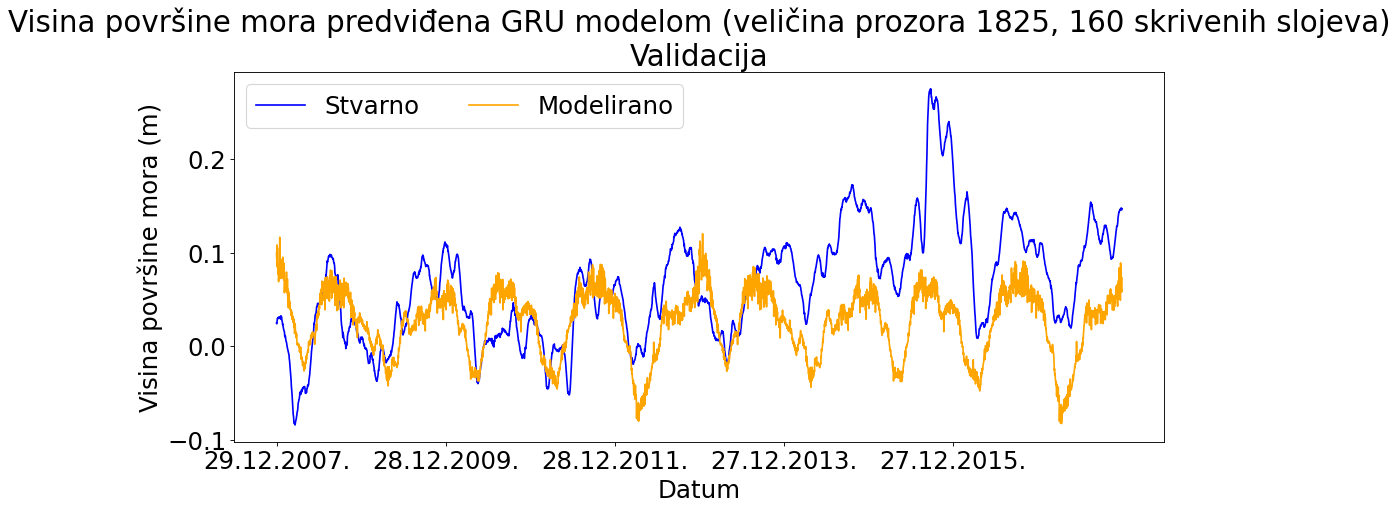 Visina površine mora predviđena GRU modelom (veličina prozora 1825, 160 skrivenih slojeva)
Validacija
Stvarno
Modelirano
Visina površine mora (m)
0.2
0.1
0.0
−0.1
29.12.2007.
28.12.2009.
28.12.2011.
27.12.2013.
27.12.2015.
Datum